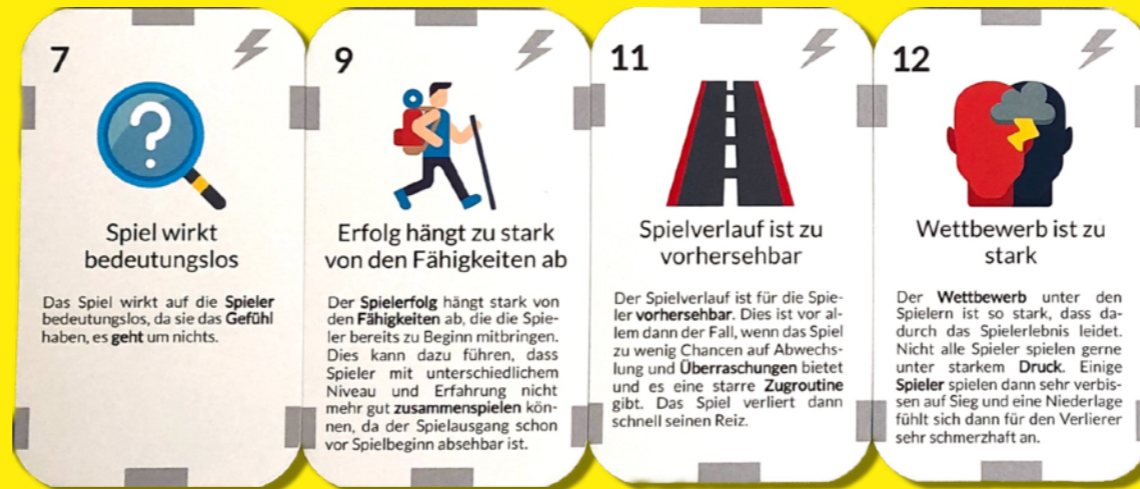 7
Spiel wirkt
bedeutungslos
Das Spiel wirkt auf die Spieler
bedeutungslos, da sie das Gefühl
haben, es geht um nichts.
9
Erfolg hängt zu stark
von den Fähigkeiten ab
Der Spielerfolg hängt stark von
den Fähigkeiten ab, die die Spie-
ler bereits zu Beginn mitbringen.
Dies kann dazu führen, dass
Spieler mit unterschiedlichem
Niveau und Erfahrung nicht
mehr gut zusammenspielen kön-
nen, da der Spielausgang schon
vor Spielbeginn absehbar ist.
11
Spielverlauf ist zu
vorhersehbar
Der Spielverlauf ist für die Spie-
ler vorhersehbar. Dies ist vor al-
lem dann der Fall, wenn das Spiel
zu wenig Chancen auf Abwechs-
lung und Überraschungen bietet
und es eine starre Zugroutine
gibt. Das Spiel verliert dann
schnell seinen Reiz.
12
Wettbewerb ist zu
stark
Der Wettbewerb unter den
Spielern ist so stark, dass da-
durch das Spielerlebnis leidet.
Nicht alle Spieler spielen gerne
unter starkem Druck. Einige
Spieler spielen dann sehr verbis-
sen auf Sieg und eine Niederlage
fühlt sich dann für den Verlierer
sehr schmerzhaft an.